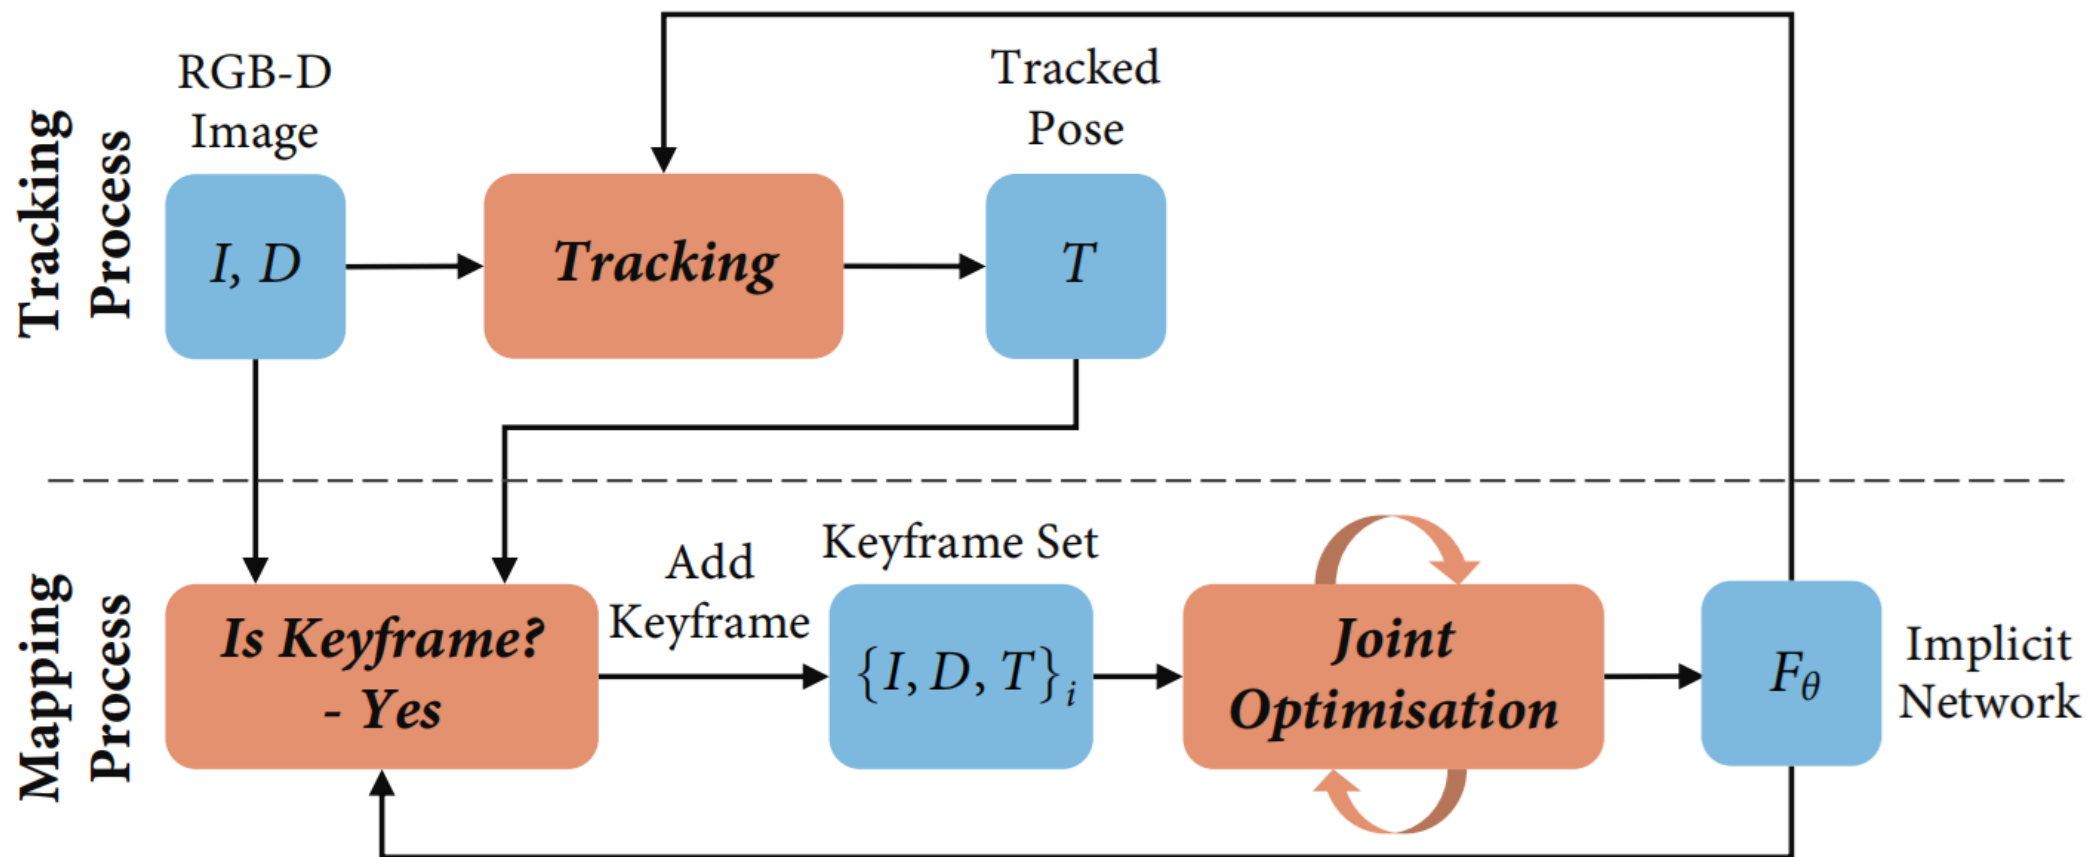 Tracking
Process
RGB-D
Image
I, D
Tracking
Tracked
Pose
T
Mapping
Process
Is Keyframe?
- Yes
Add
Keyframe
Keyframe Set
{I, D, T}ᵢ
Joint
Optimisation
F_θ
Implicit
Network